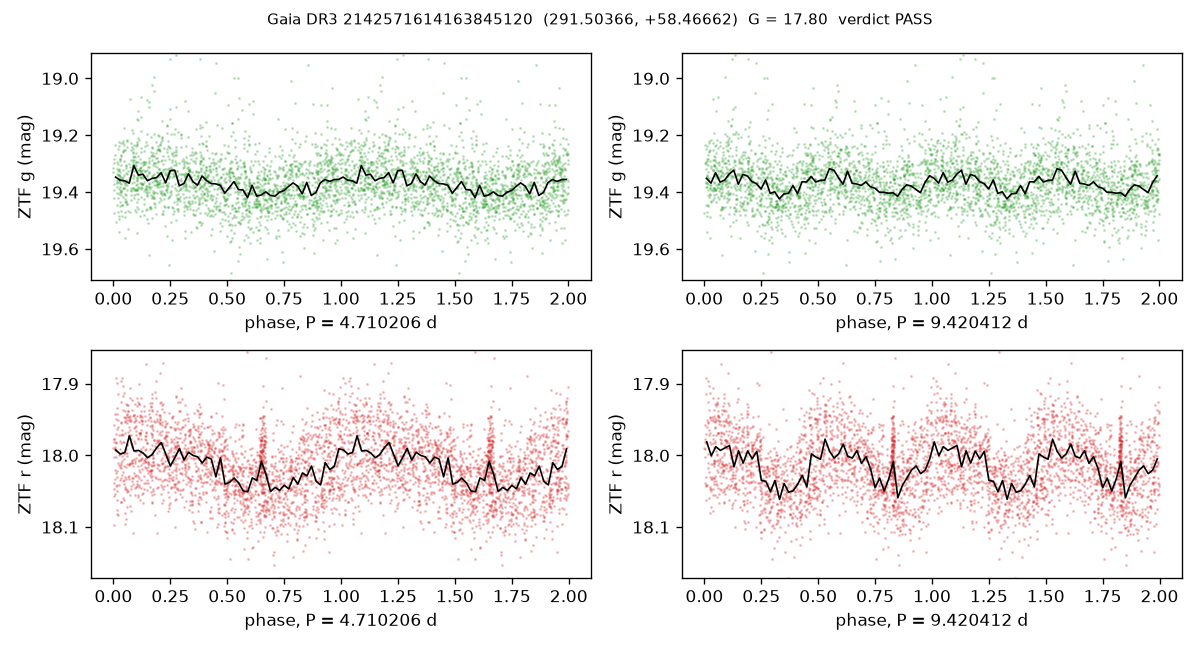 Gaia DR3 2142571614163845120  (291.50366, +58.46662)  G = 17.80  verdict PASS
ZTF g (mag)
19.0
19.2
19.4
19.6
0.00 0.25 0.50 0.75 1.00 1.25 1.50 1.75 2.00
phase, P = 4.710206 d
ZTF g (mag)
19.0
19.2
19.4
19.6
0.00 0.25 0.50 0.75 1.00 1.25 1.50 1.75 2.00
phase, P = 9.420412 d
ZTF r (mag)
17.9
18.0
18.1
0.00 0.25 0.50 0.75 1.00 1.25 1.50 1.75 2.00
phase, P = 4.710206 d
ZTF r (mag)
17.9
18.0
18.1
0.00 0.25 0.50 0.75 1.00 1.25 1.50 1.75 2.00
phase, P = 9.420412 d